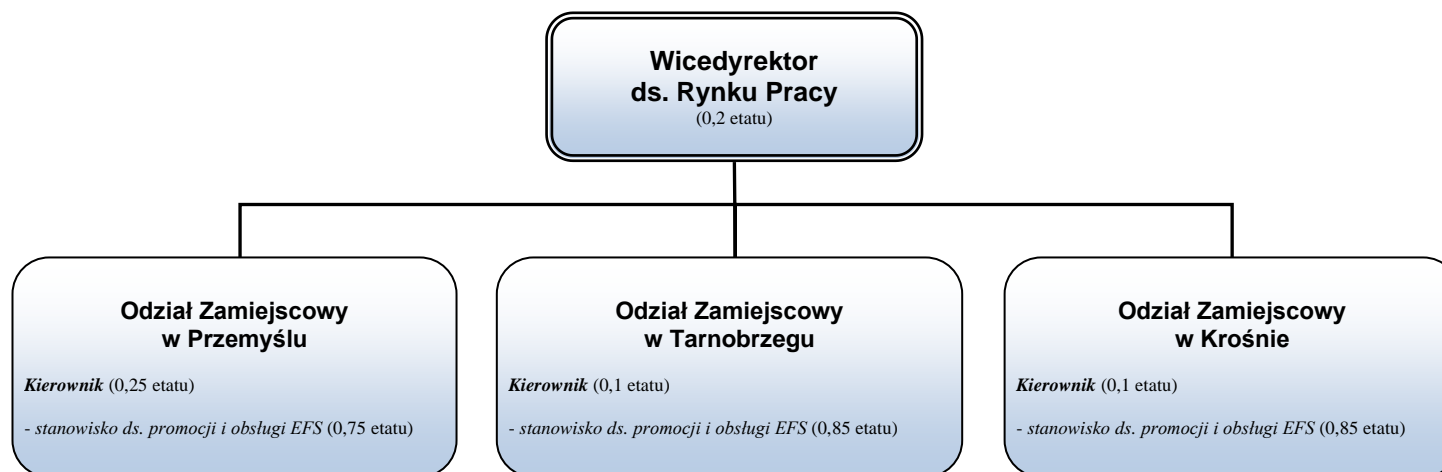 Wicedyrektor
ds. Rynku Pracy
(0,2 etatu)
Odział Zamiejscowy
w Przemyślu
Kierownik (0,25 etatu)
- stanowisko ds. promocji i obsługi EFS (0,75 etatu)
Odział Zamiejscowy
w Tarnobrzegu
Kierownik (0,1 etatu)
- stanowisko ds. promocji i obsługi EFS (0,85 etatu)
Odział Zamiejscowy
w Krośnie
Kierownik (0,1 etatu)
- stanowisko ds. promocji i obsługi EFS (0,85 etatu)